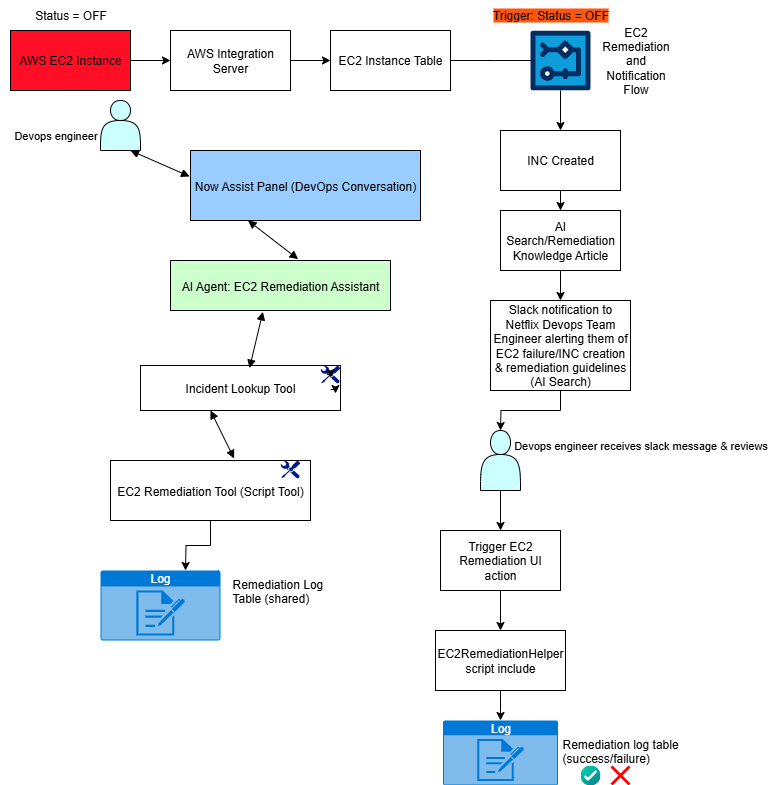 Status = OFF
Trigger: Status = OFF
AWS EC2 Instance
AWS Integration
Server
EC2 Instance Table
EC2
Remediation
and
Notification
Flow
Devops engineer
Now Assist Panel (DevOps Conversation)
AI Agent: EC2 Remediation Assistant
Incident Lookup Tool
EC2 Remediation Tool (Script Tool)
Log
Remediation Log
Table (shared)
INC Created
AI
Search/Remediation
Knowledge Article
Slack notification to
Netflix Devops Team
Engineer alerting them of
EC2 failure/INC creation
& remediation guidelines
(AI Search)
Devops engineer receives slack message & reviews
Trigger EC2
Remediation UI
action
EC2RemediationHelper
script include
Log
Remediation log table
(success/failure)